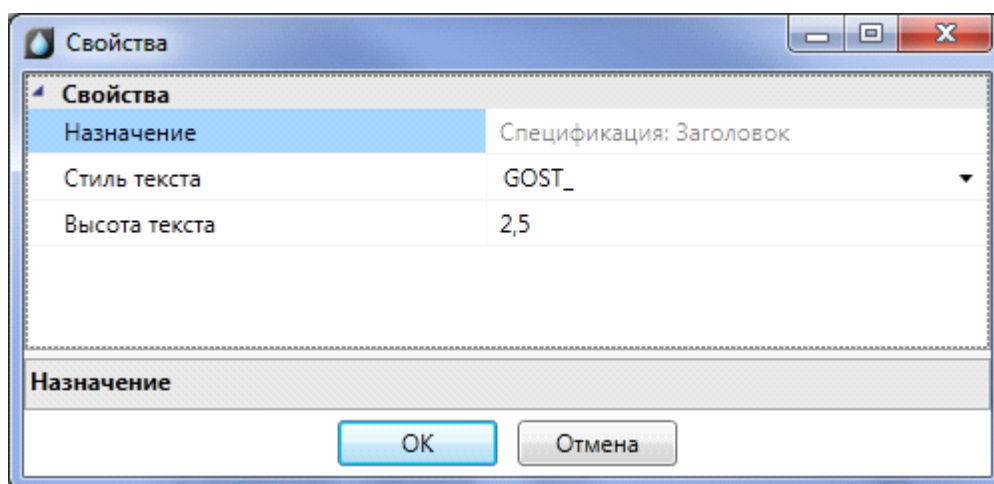 Свойства
Свойства
Назначение Спецификация: Заголовок
Стиль текста GOST_
Высота текста 2,5
Назначение
OK Отмена